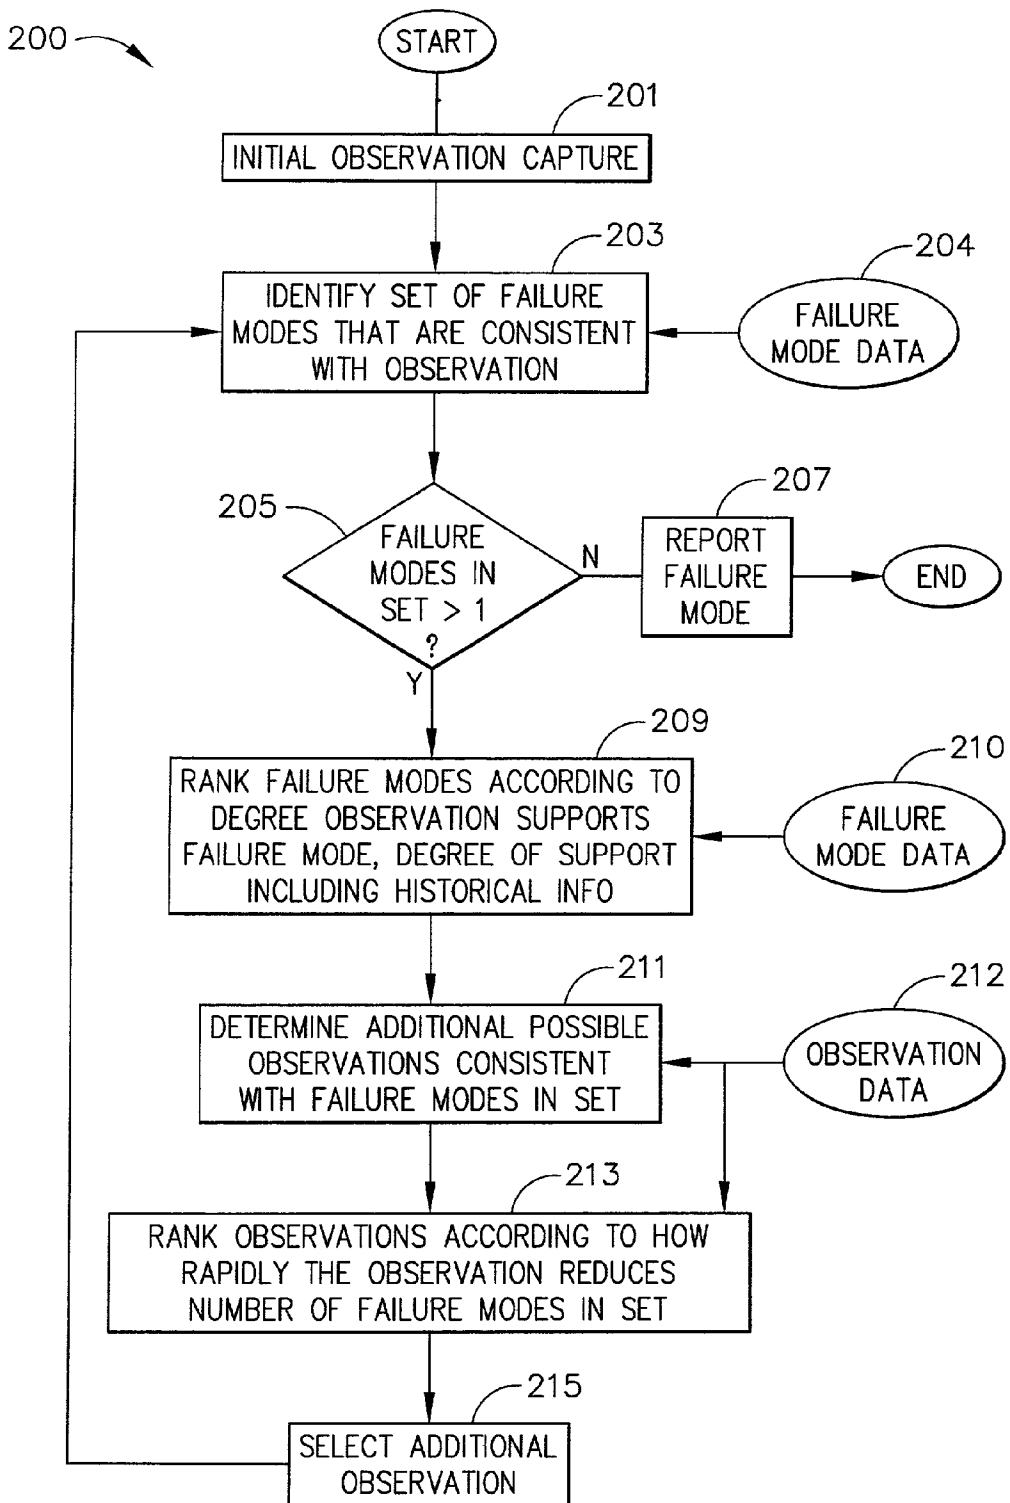 200
START
201
INITIAL OBSERVATION CAPTURE
203
IDENTIFY SET OF FAILURE
MODES THAT ARE CONSISTENT
WITH OBSERVATION
204
FAILURE
MODE DATA
205
FAILURE
MODES IN
SET > 1
?
N
Y
207
REPORT
FAILURE
MODE
END
209
RANK FAILURE MODES ACCORDING TO
DEGREE OBSERVATION SUPPORTS
FAILURE MODE, DEGREE OF SUPPORT
INCLUDING HISTORICAL INFO
210
FAILURE
MODE DATA
211
DETERMINE ADDITIONAL POSSIBLE
OBSERVATIONS CONSISTENT
WITH FAILURE MODES IN SET
212
OBSERVATION
DATA
213
RANK OBSERVATIONS ACCORDING TO HOW
RAPIDLY THE OBSERVATION REDUCES
NUMBER OF FAILURE MODES IN SET
215
SELECT ADDITIONAL
OBSERVATION